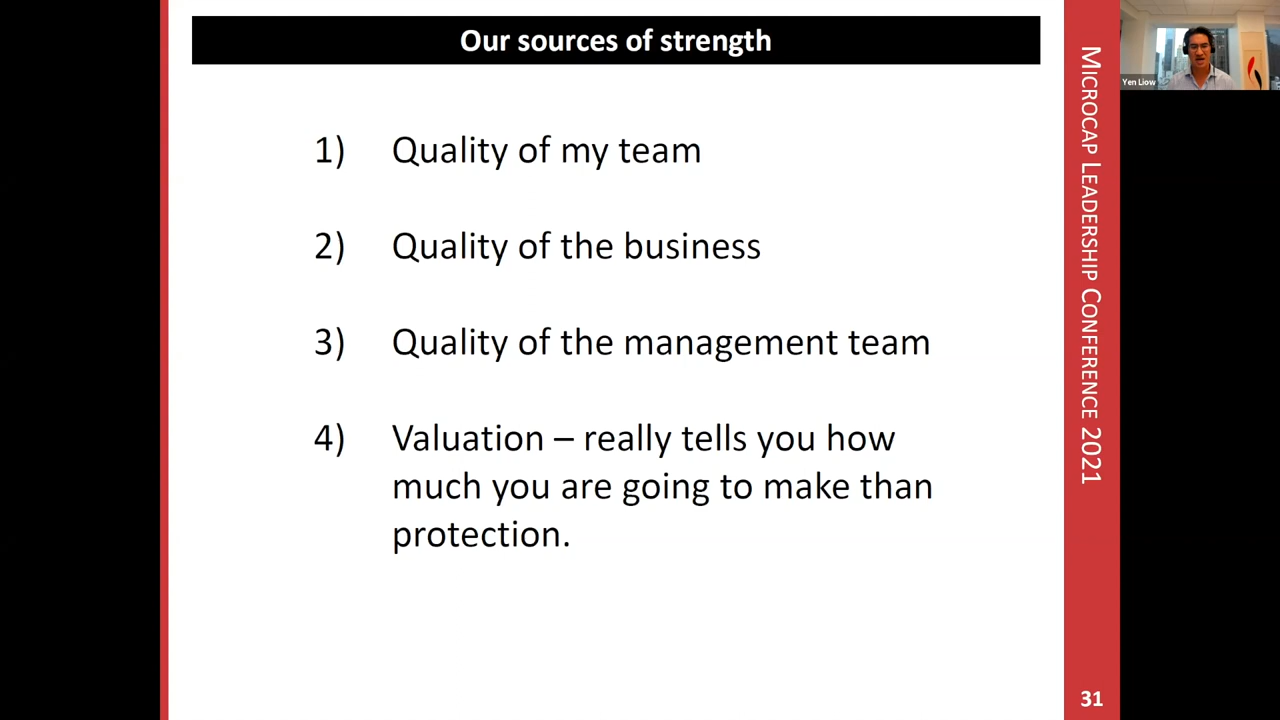 Our sources of strength
1) Quality of my team
2) Quality of the business
3) Quality of the management team
4) Valuation – really tells you how
much you are going to make than
protection.
MICROCAP LEADERSHIP CONFERENCE 2021
31
Yen Liow